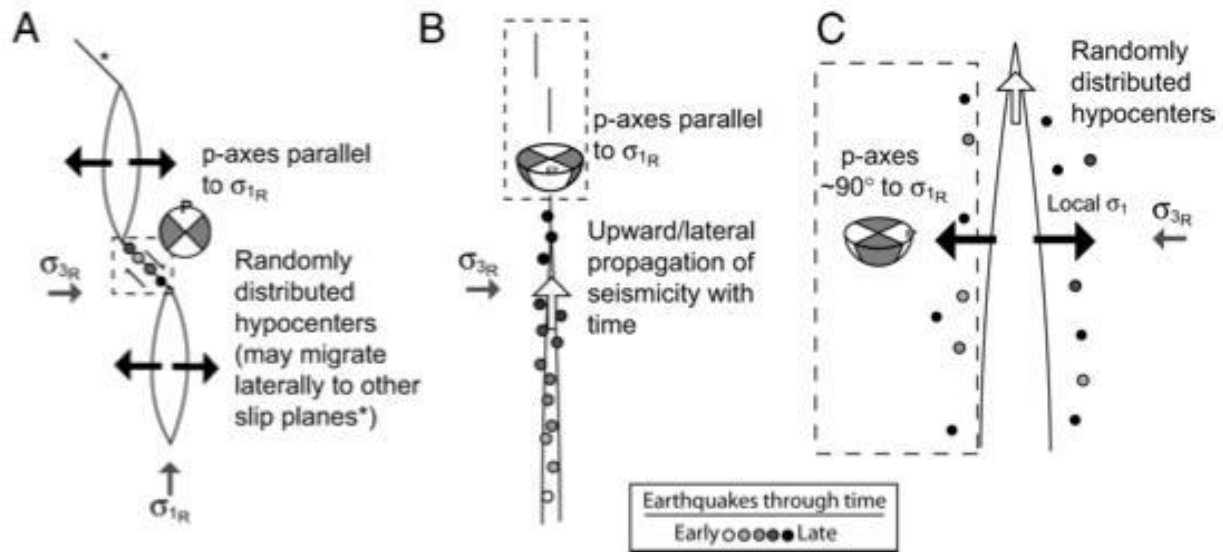 A
*
p-axes parallel
to σ1R
P
σ3R
Randomly
distributed
hypocenters
(may migrate
laterally to other
slip planes*)
σ1R
B
p-axes parallel
to σ1R
σ3R
Upward/lateral
propagation of
seismicity with
time
C
Randomly
distributed
hypocenters
p-axes
~90° to σ1R
Local σ1
σ3R
Earthquakes through time
Early Late